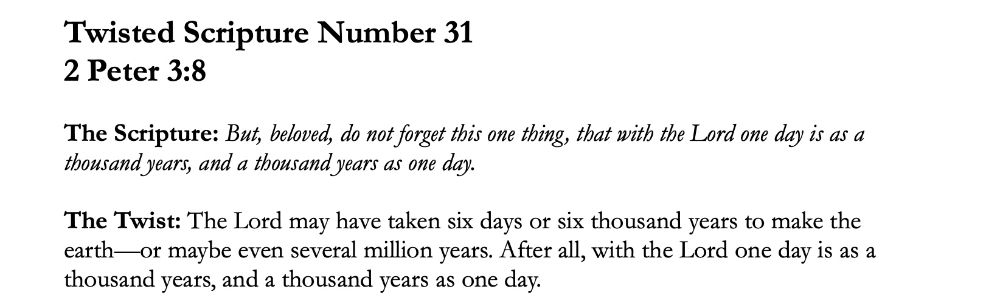 Twisted Scripture Number 31
2 Peter 3:8
The Scripture: But, beloved, do not forget this one thing, that with the Lord one day is as a
thousand years, and a thousand years as one day.
The Twist: The Lord may have taken six days or six thousand years to make the
earth—or maybe even several million years. After all, with the Lord one day is as a
thousand years, and a thousand years as one day.